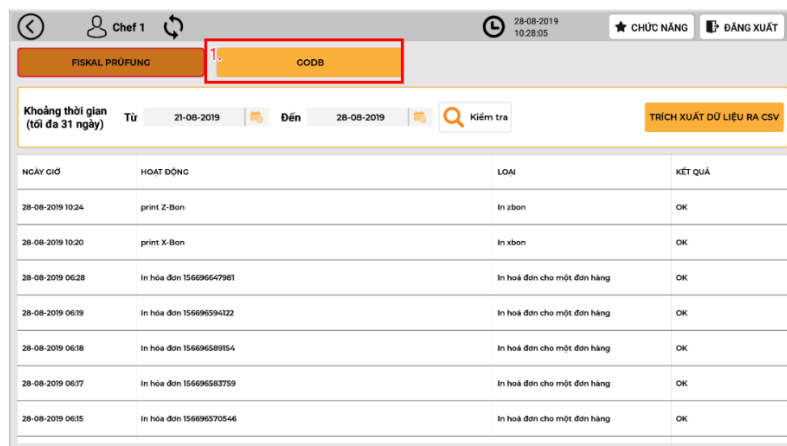 Chef 1
28-08-2019
10:28:05
CHỨC NĂNG
ĐĂNG XUẤT
FISKAL PRÜFUNG
1.
GODB
Khoảng thời gian
(tối đa 31 ngày)
Từ
21-08-2019
Đến
28-08-2019
Kiểm tra
TRÍCH XUẤT DỮ LIỆU RA CSV
NGÀY GIỜ HOẠT ĐỘNG LOẠI KẾT QUẢ
28-08-2019 10:24 print Z-Bon In zbon OK
28-08-2019 10:20 print X-Bon In xbon OK
28-08-2019 06:28 In hóa đơn 156696647981 In hoá đơn cho một đơn hàng OK
28-08-2019 06:19 In hóa đơn 156696594122 In hoá đơn cho một đơn hàng OK
28-08-2019 06:18 In hóa đơn 156696589154 In hoá đơn cho một đơn hàng OK
28-08-2019 06:17 In hóa đơn 156696583759 In hoá đơn cho một đơn hàng OK
28-08-2019 06:15 In hóa đơn 156696570546 In hoá đơn cho một đơn hàng OK